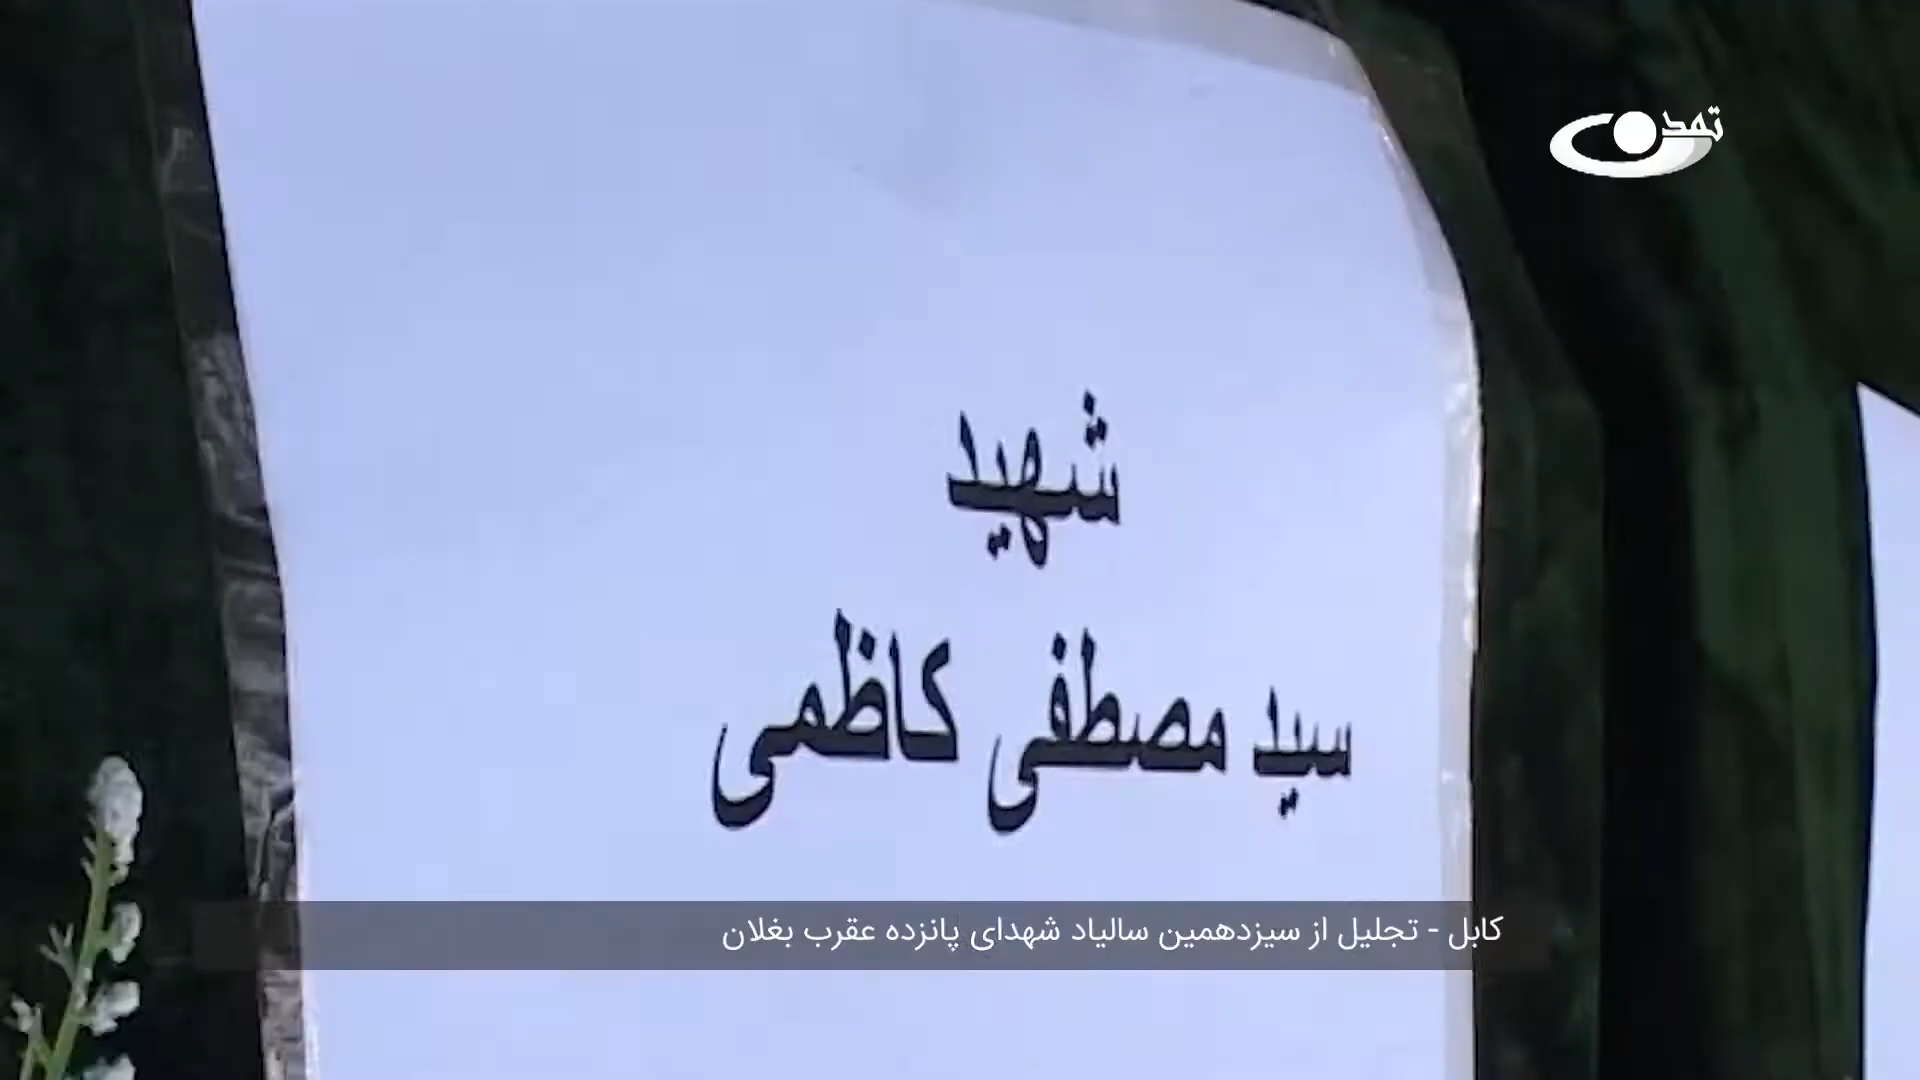 تمدن
شهید
سید مصطفی کاظمی
کابل - تجلیل از سیزدهمین سالیاد شهدای پانزده عقرب بغلان